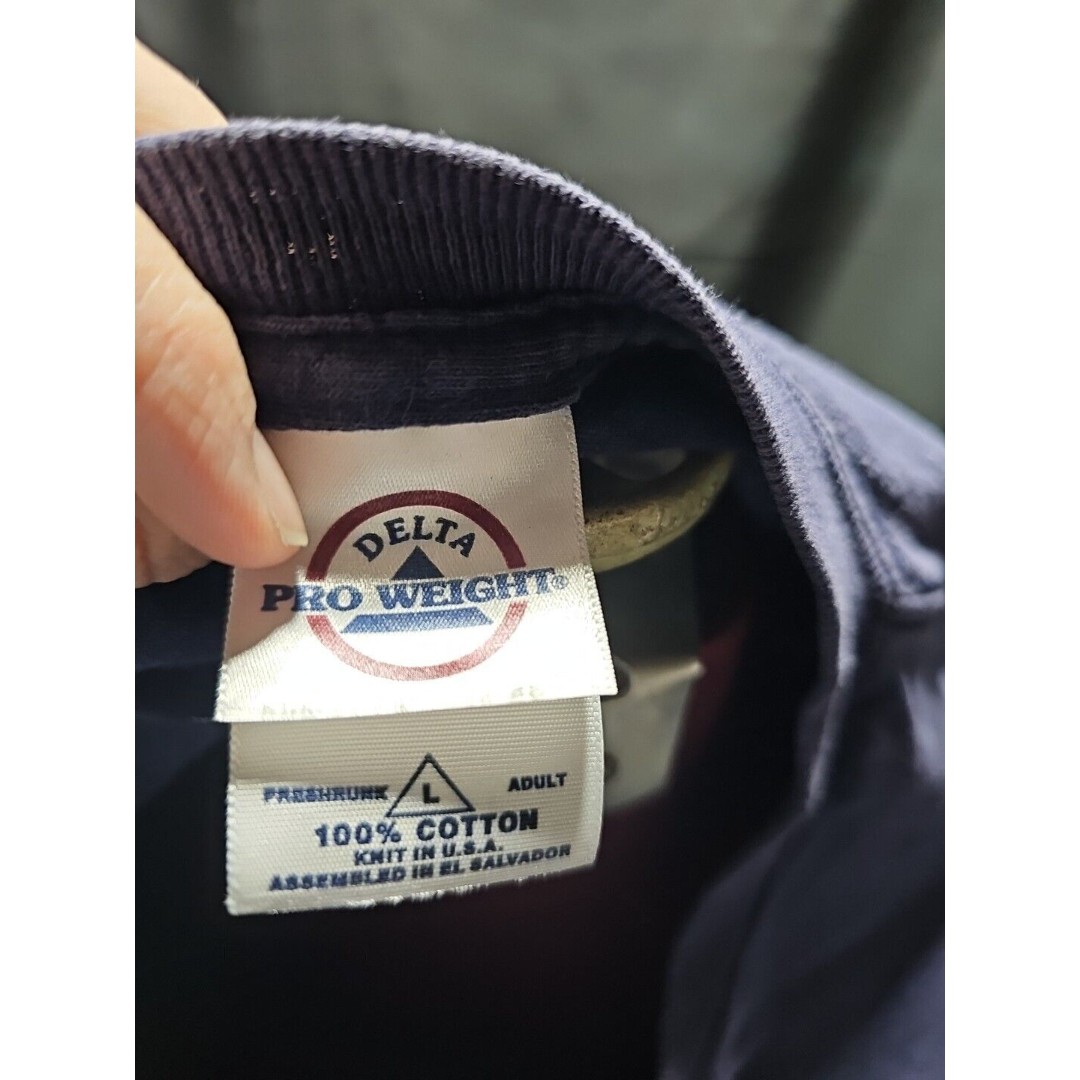 DELTA
PRO WEIGHT®
PRESHRUNK L ADULT
100% COTTON
KNIT IN U.S.A.
ASSEMBLED IN EL SALVADOR